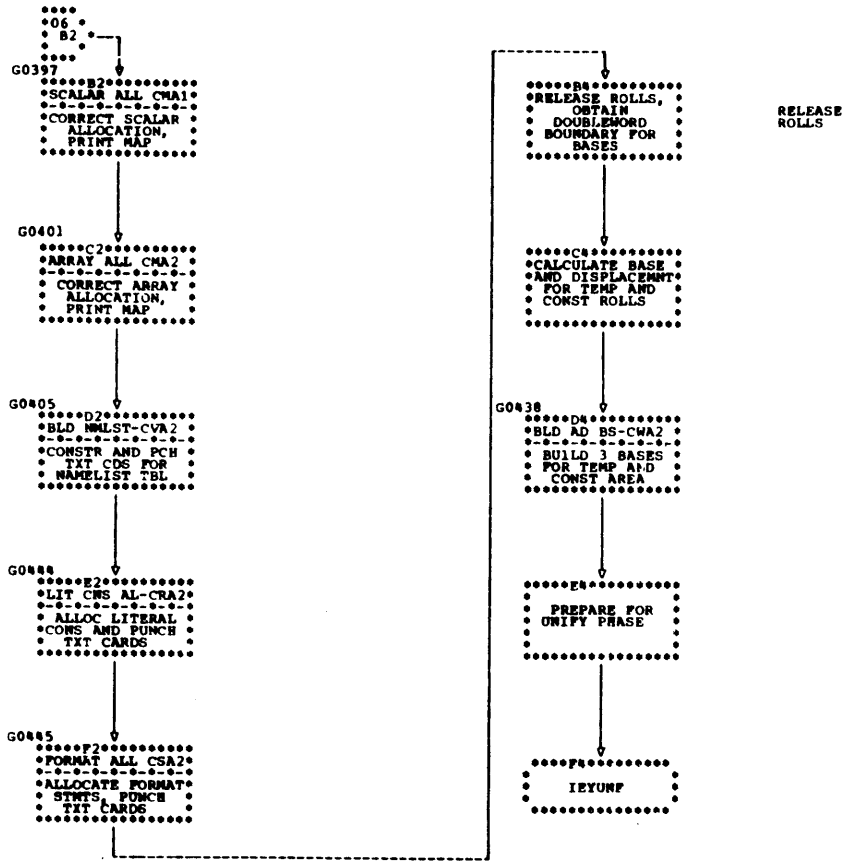 06
B2
G0397
B2
SCALAR ALL CMA1
CORRECT SCALAR
ALLOCATION,
PRINT MAP
G0401
C2
ARRAY ALL CMA2
CORRECT ARRAY
ALLOCATION,
PRINT MAP
G0405
D2
BLD NMLST-CVA2
CONSTR AND PCH
TXT CDS FOR
NAMELIST TBL
G0444
E2
LIT CNS AL-CRA2
ALLOC LITERAL
CONS AND PUNCH
TXT CARDS
G0445
F2
FORMAT ALL CSA2
ALLOCATE FORMAT
STMTS, PUNCH
TXT CARDS
B4
RELEASE ROLLS,
OBTAIN
DOUBLEWORD
BOUNDARY FOR
BASES
RELEASE
ROLLS
C4
CALCULATE BASE
AND DISPLACEMNT
FOR TEMP AND
CONST ROLLS
G0438
D4
BLD AD BS-CWA2
BUILD 3 BASES
FOR TEMP AND
CONST AREA
E4
PREPARE FOR
UNIFY PHASE
F4
IEYUNF